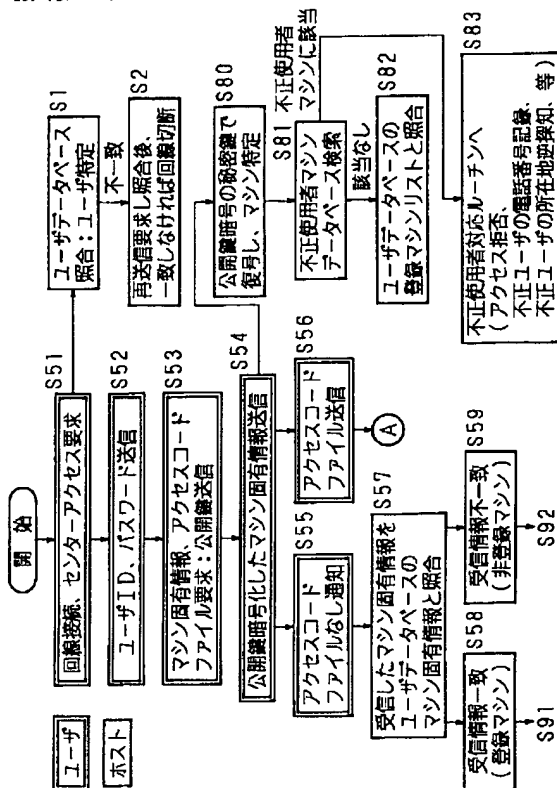 ユーザ
ホスト
開始
S51
回線接続、センターアクセス要求
S1
ユーザデータベース
照合：ユーザ特定
不一致
S2
再送信要求し照合後、
一致しなければ回線切断
S52
ユーザID、パスワード送信
S53
マシン固有情報、アクセスコード
ファイル要求：公開鍵送信
S54
公開鍵暗号化したマシン固有情報送信
S80
公開鍵暗号の秘密鍵で
復号し、マシン特定
S81
不正使用者マシン
データベース検索
不正使用者
マシンに該当
該当なし
S82
ユーザデータベースの
登録マシンリストと照合
S83
不正使用者対応ルーチンへ
（アクセス拒否、
不正ユーザの電話番号記録、
不正ユーザの所在地逆探知、等）
S55
アクセスコード
ファイルなし通知
S56
アクセスコード
ファイル送信
A
S57
受信したマシン固有情報を
ユーザデータベースの
マシン固有情報と照合
S58
受信情報一致
（登録マシン）
S91
S59
受信情報不一致
（非登録マシン）
S92